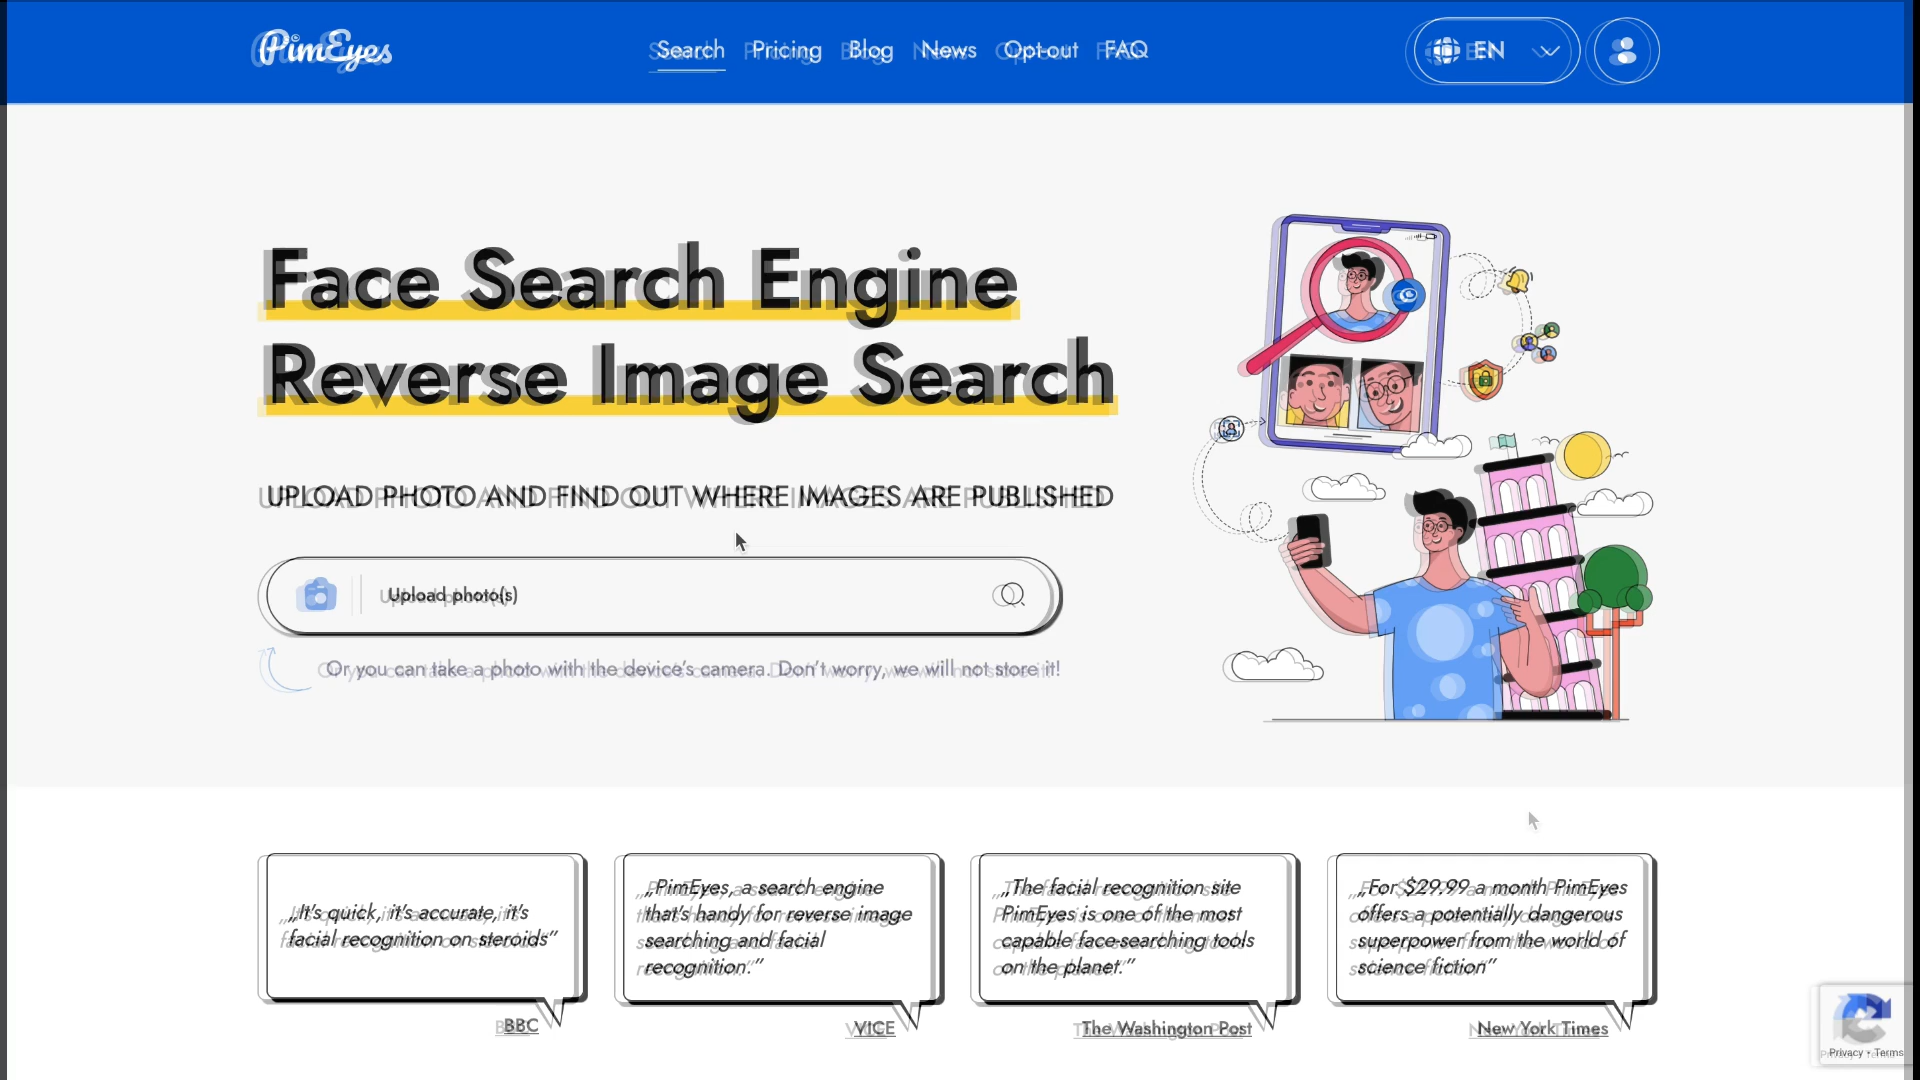 PimEyes
Search Pricing Blog News Opt-out FAQ
EN
Face Search Engine
Reverse Image Search
UPLOAD PHOTO AND FIND OUT WHERE IMAGES ARE PUBLISHED
Upload photo(s)
Or you can take a photo with the device's camera. Don't worry, we will not store it!
„It's quick, it's accurate, it's
facial recognition on steroids”
BBC
„PimEyes, a search engine
that's handy for reverse image
searching and facial
recognition.”
VICE
„The facial recognition site
PimEyes is one of the most
capable face-searching tools
on the planet.”
The Washington Post
„For $29.99 a month PimEyes
offers a potentially dangerous
superpower from the world of
science fiction”
New York Times
Privacy - Terms